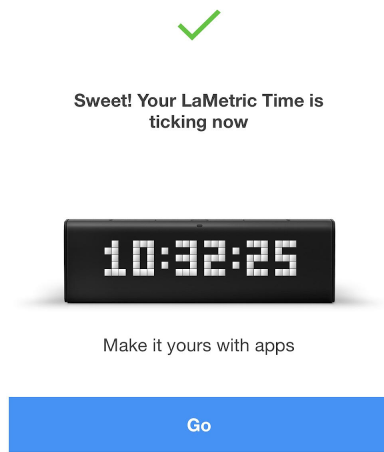 Sweet! Your LaMetric Time is
ticking now
10:32:25
Make it yours with apps
Go